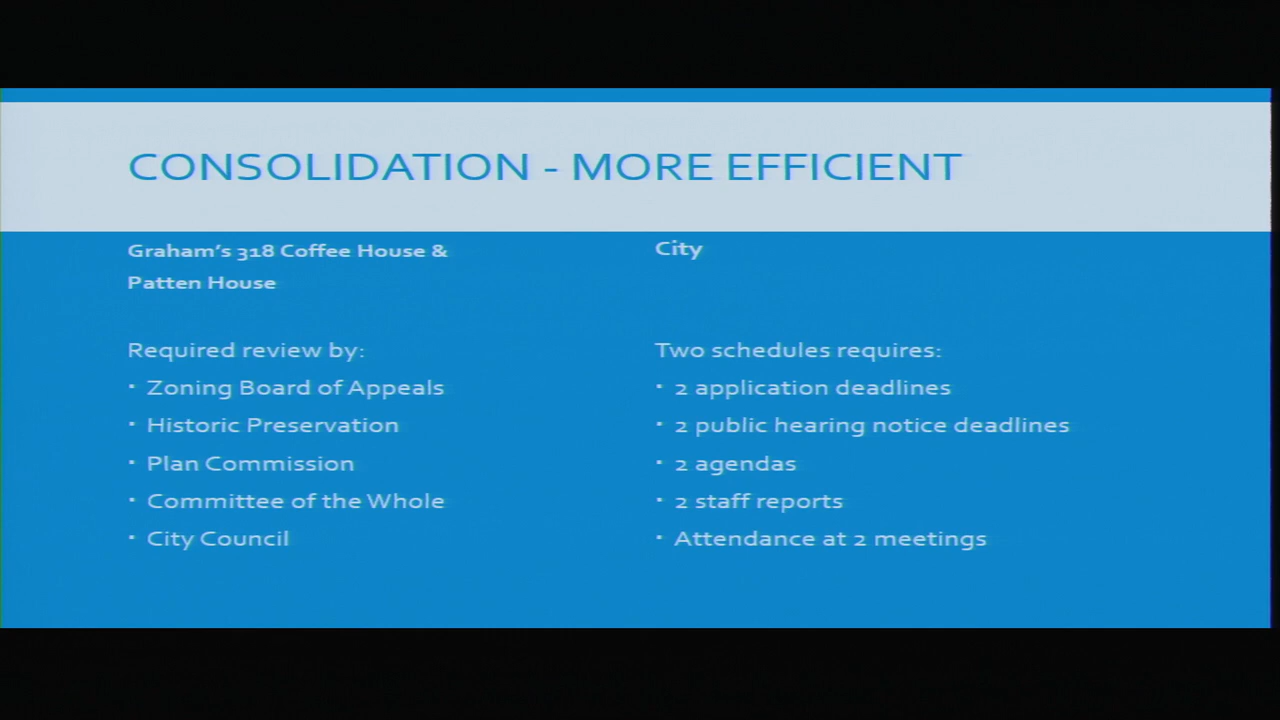 CONSOLIDATION - MORE EFFICIENT
Graham's 318 Coffee House &
Patten House
Required review by:
▪ Zoning Board of Appeals
▪ Historic Preservation
▪ Plan Commission
▪ Committee of the Whole
▪ City Council
City
Two schedules requires:
▪ 2 application deadlines
▪ 2 public hearing notice deadlines
▪ 2 agendas
▪ 2 staff reports
▪ Attendance at 2 meetings